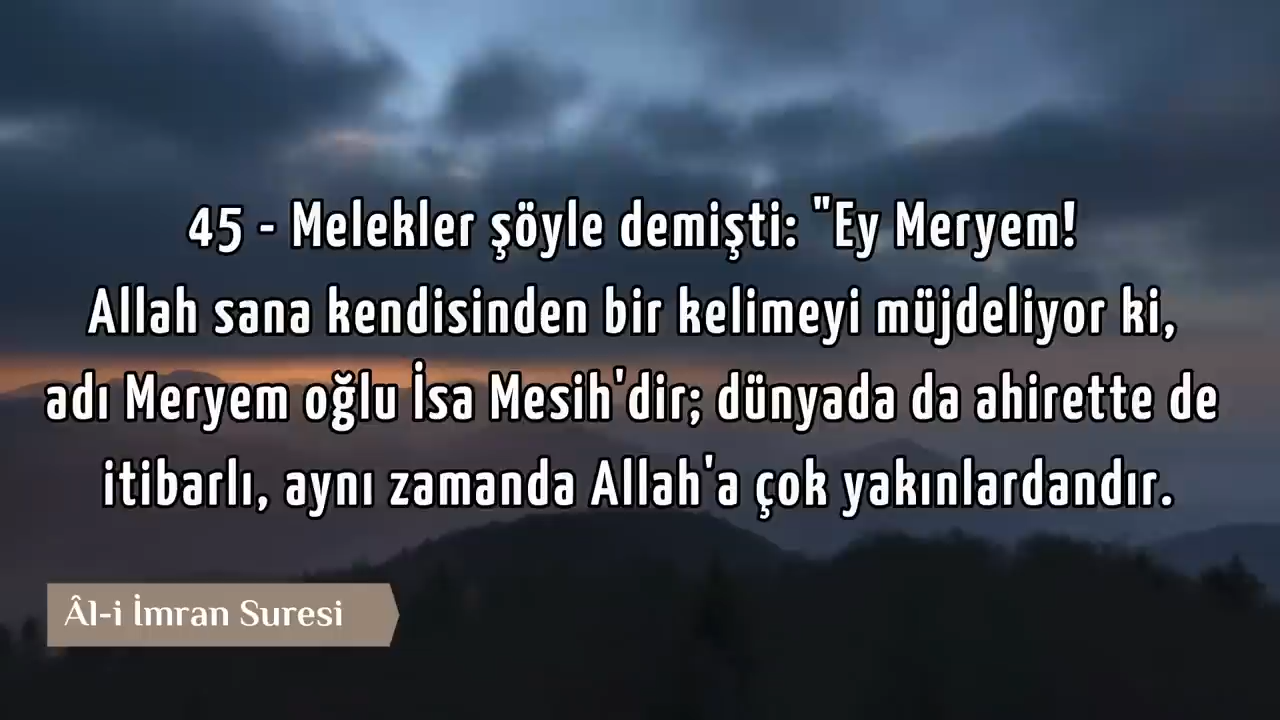 45 - Melekler şöyle demişti: "Ey Meryem!
Allah sana kendisinden bir kelimeyi müjdeliyor ki,
adı Meryem oğlu İsa Mesih'dir; dünyada da ahirette de
itibarlı, aynı zamanda Allah'a çok yakınlardandır.
Âl-i İmran Suresi